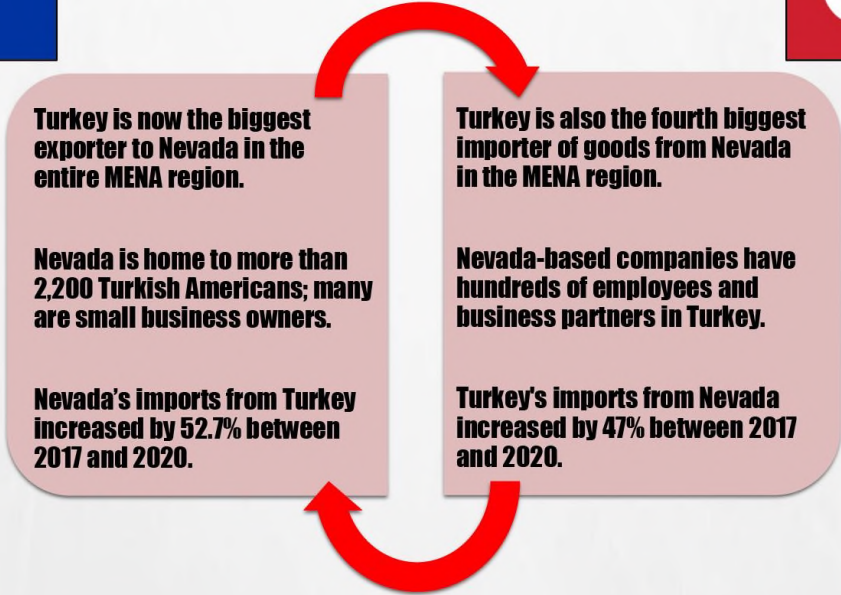 Turkey is now the biggest
exporter to Nevada in the
entire MENA region.
Nevada is home to more than
2,200 Turkish Americans; many
are small business owners.
Nevada’s imports from Turkey
increased by 52.7% between
2017 and 2020.
Turkey is also the fourth biggest
importer of goods from Nevada
in the MENA region.
Nevada-based companies have
hundreds of employees and
business partners in Turkey.
Turkey's imports from Nevada
increased by 47% between 2017
and 2020.